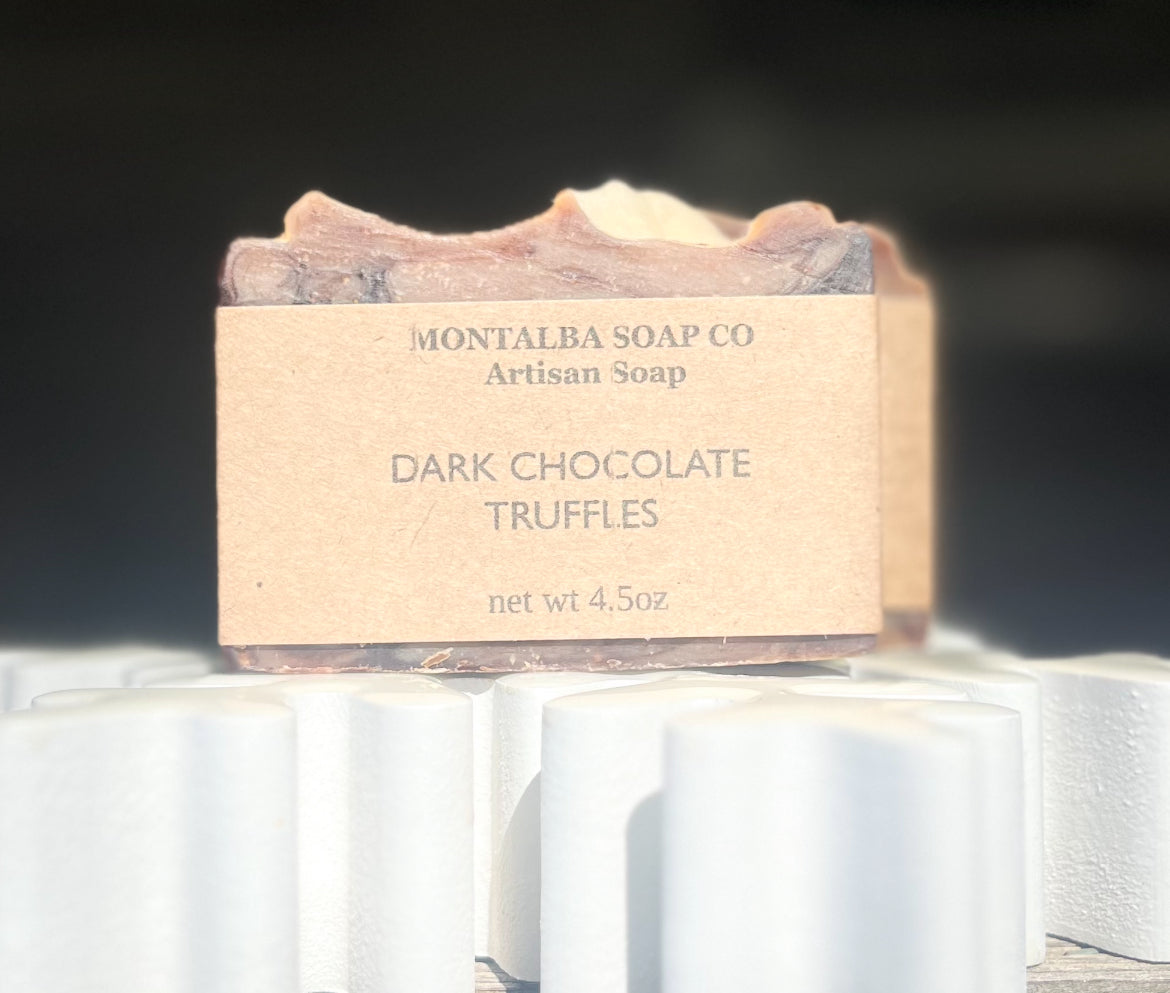 MONTALBA SOAP CO
Artisan Soap
DARK CHOCOLATE
TRUFFLES
net wt 4.5oz